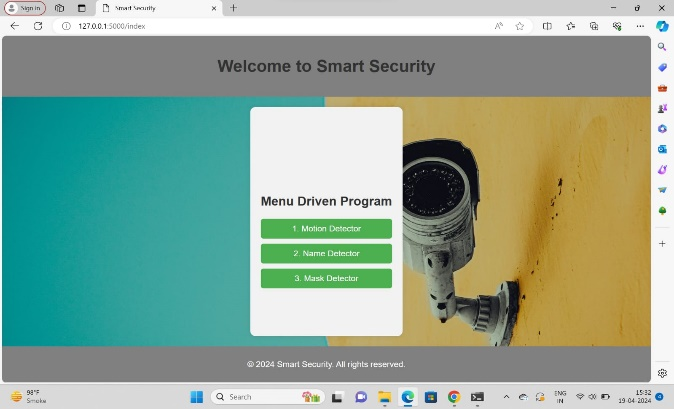 Sign in
Smart Security
127.0.0.1:5000/index
Welcome to Smart Security
Menu Driven Program
1. Motion Detector
2. Name Detector
3. Mask Detector
© 2024 Smart Security. All rights reserved.
98°F
Smoke
Search
ENG
IN
15:32
19-04-2024